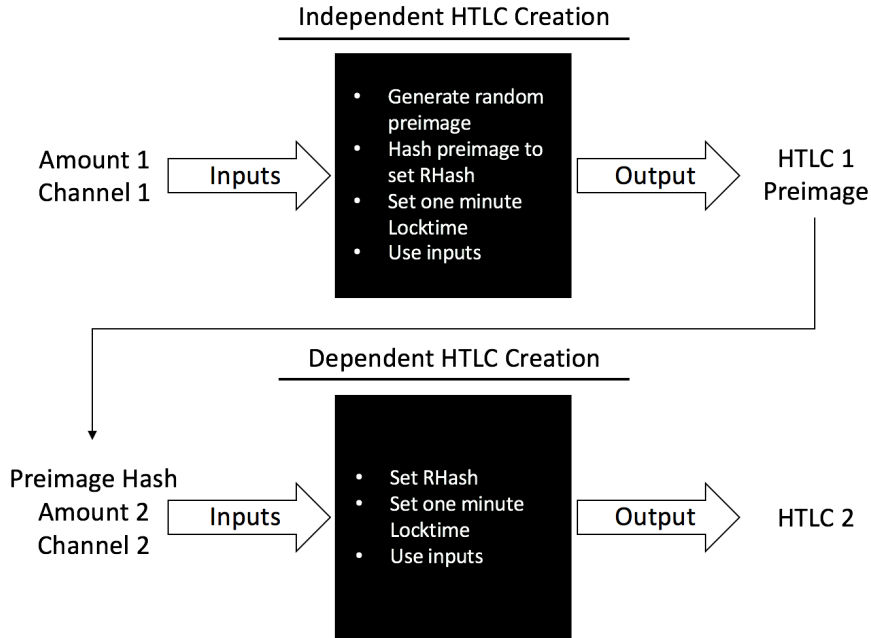 Independent HTLC Creation
Amount 1
Channel 1
Inputs
• Generate random
preimage
• Hash preimage to
set RHash
• Set one minute
Locktime
• Use inputs
Output
HTLC 1
Preimage
Dependent HTLC Creation
Preimage Hash
Amount 2
Channel 2
Inputs
• Set RHash
• Set one minute
Locktime
• Use inputs
Output
HTLC 2